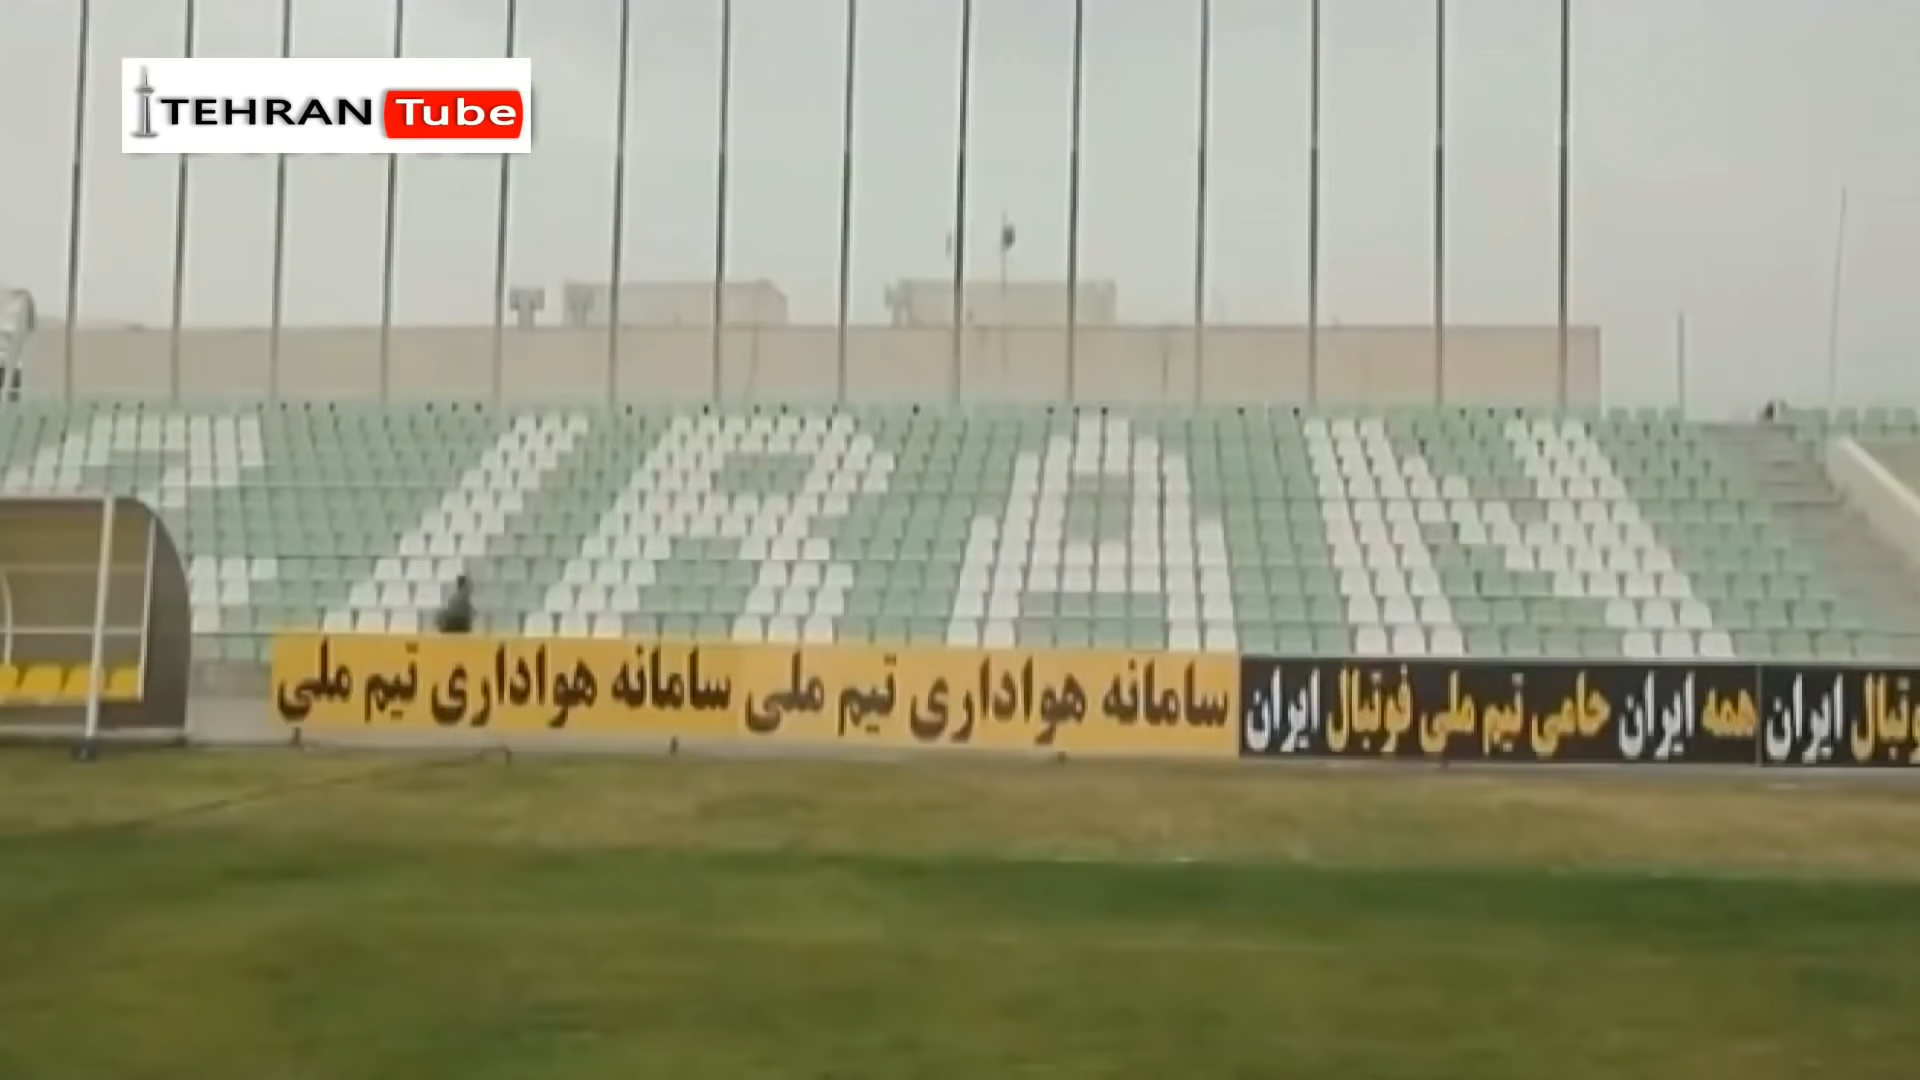 TEHRAN Tube
IRAN
سامانه هواداری تیم ملی سامانه هواداری تیم ملی
همه ایران حامی تیم ملی فوتبال ایران
فوتبال ایران